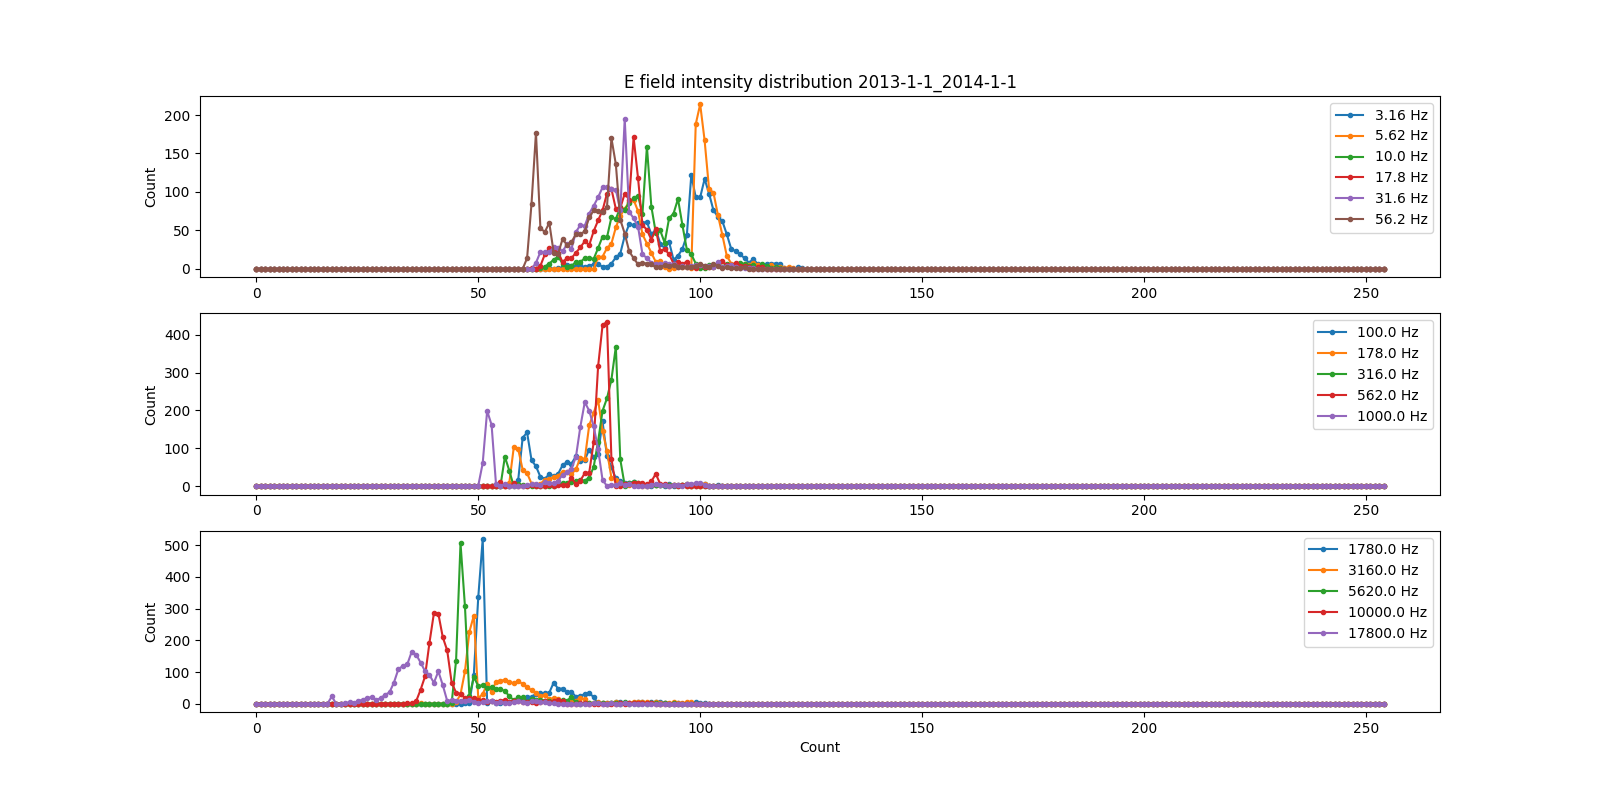 E field intensity distribution 2013-1-1_2014-1-1
200
150
100
50
0
Count
3.16 Hz
5.62 Hz
10.0 Hz
17.8 Hz
31.6 Hz
56.2 Hz
0 50 100 150 200 250
400
300
200
100
0
Count
100.0 Hz
178.0 Hz
316.0 Hz
562.0 Hz
1000.0 Hz
0 50 100 150 200 250
500
400
300
200
100
0
Count
1780.0 Hz
3160.0 Hz
5620.0 Hz
10000.0 Hz
17800.0 Hz
0 50 100 150 200 250
Count